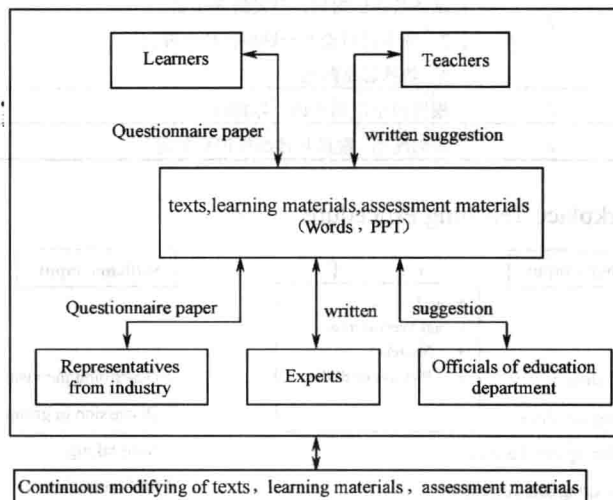 Learners
Teachers
Questionnaire paper
written suggestion
texts,learning materials,assessment materials
(Words，PPT)
Questionnaire paper
written
suggestion
Representatives
from industry
Experts
Officials of education
department
Continuous modifying of texts，learning materials，assessment materials